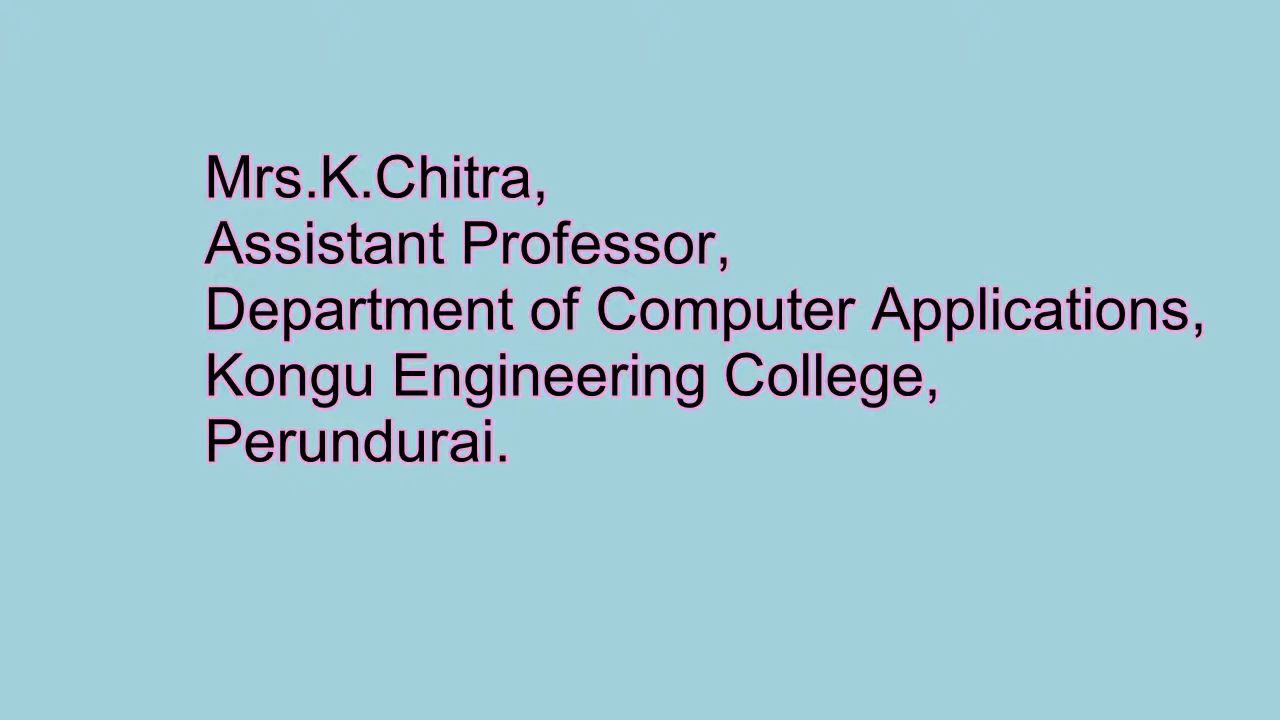 Mrs.K.Chitra,
Assistant Professor,
Department of Computer Applications,
Kongu Engineering College,
Perundurai.